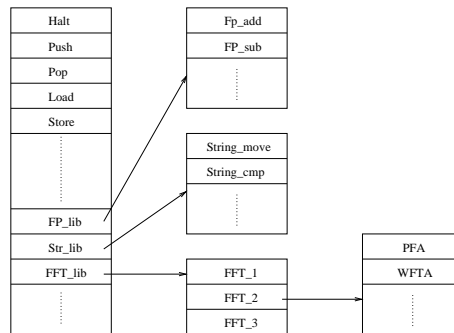 Halt
Push
Pop
Load
Store
FP_lib
Str_lib
FFT_lib
Fp_add
FP_sub
String_move
String_cmp
FFT_1
FFT_2
FFT_3
PFA
WFTA